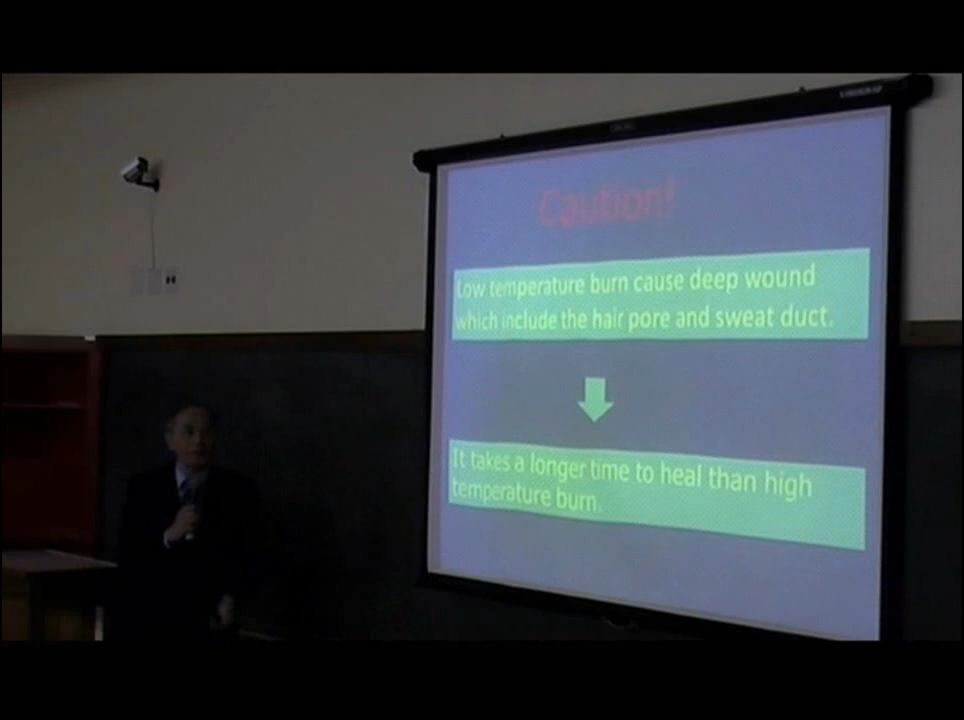 Caution!
Low temperature burn cause deep wound
which include the hair pore and sweat duct.
It takes a longer time to heal than high
temperature burn.